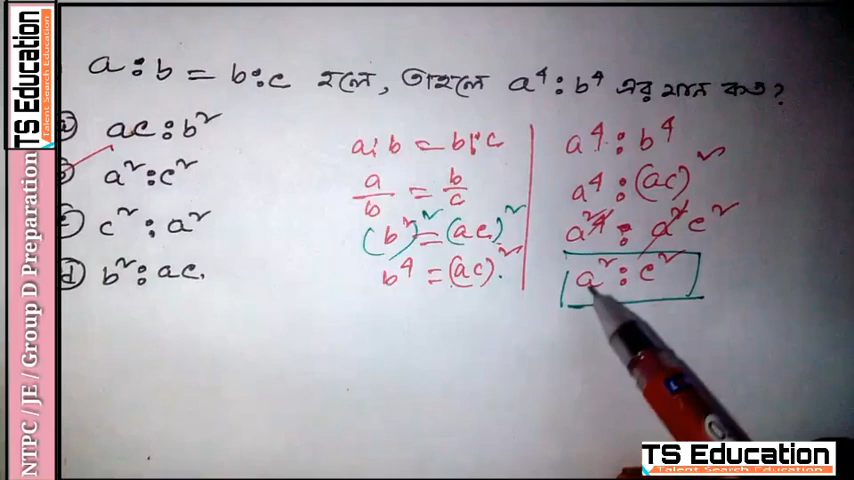 TS Education
Talent Search Education
NTPC / JE / Group D Preparation
a : b = b : c হলে, তাহলে a⁴ : b⁴ এর মান কত?
ac : b²
a² : c²
c² : a²
(d) b² : ac.
a : b = b : c
a/b = b/c
(b²)² = (ac)²
b⁴ = (ac)².
a⁴ : b⁴
a⁴ : (ac)²
a⁴ : a² c²
a² : c²
TS Education
Talent Search Education